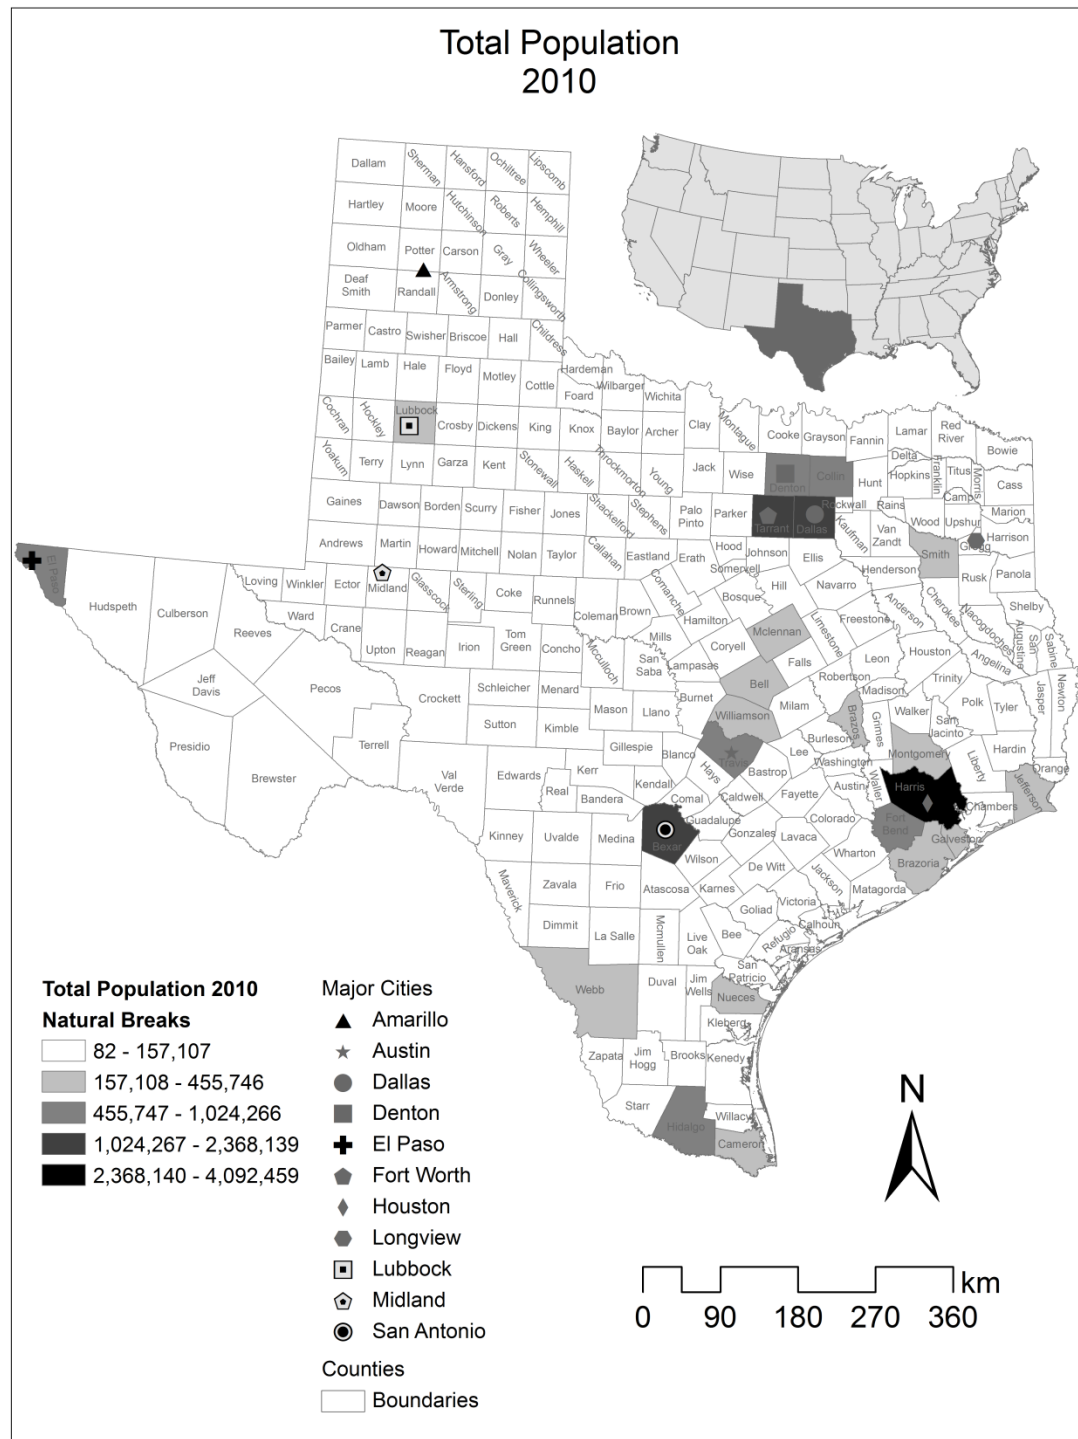 Total Population
2010
Dallam
Sherman
Hansford
Ochiltree
Lipscomb
Hartley
Moore
Hutchinson
Roberts
Hemphill
Oldham
Potter
Carson
Gray
Wheeler
Deaf
Smith
Randall
Armstrong
Donley
Collingsworth
Parmer
Castro
Swisher
Briscoe
Hall
Childress
Bailey
Lamb
Hale
Floyd
Motley
Cottle
Hardeman
Foard
Wilbarger
Wichita
Cochran
Hockley
Lubbock
Crosby
Dickens
King
Knox
Baylor
Archer
Clay
Montague
Cooke
Grayson
Fannin
Lamar
Red
River
Bowie
Delta
Hopkins
Franklin
Titus
Morris
Cass
Camp
Yoakum
Terry
Lynn
Garza
Kent
Stonewall
Haskell
Throckmorton
Young
Jack
Wise
Denton
Collin
Hunt
Rockwall
Rains
Wood
Upshur
Marion
Gaines
Dawson
Borden
Scurry
Fisher
Jones
Shackelford
Stephens
Palo
Pinto
Parker
Tarrant
Dallas
Kaufman
Van
Zandt
Smith
Gregg
Harrison
Andrews
Martin
Howard
Mitchell
Nolan
Taylor
Callahan
Eastland
Erath
Hood
Somervell
Johnson
Ellis
Henderson
Rusk
Panola
El Paso
Hudspeth
Culberson
Reeves
Loving
Winkler
Ector
Midland
Glasscock
Sterling
Coke
Runnels
Coleman
Brown
Comanche
Hamilton
Bosque
Hill
Navarro
Freestone
Anderson
Cherokee
Nacogdoches
Shelby
San
Augustine
Sabine
Ward
Crane
Upton
Reagan
Irion
Tom
Green
Concho
Mcculloch
San
Saba
Mills
Lampasas
Coryell
Mclennan
Limestone
Falls
Leon
Houston
Angelina
Trinity
Jeff
Davis
Pecos
Crockett
Schleicher
Menard
Mason
Llano
Burnet
Bell
Milam
Robertson
Madison
Walker
Polk
Tyler
Jasper
Newton
Presidio
Brewster
Terrell
Sutton
Kimble
Gillespie
Blanco
Williamson
Travis
Burleson
Brazos
Grimes
San
Jacinto
Hardin
Val
Verde
Edwards
Kerr
Real
Bandera
Kendall
Hays
Comal
Caldwell
Bastrop
Lee
Washington
Fayette
Austin
Waller
Montgomery
Harris
Liberty
Orange
Jefferson
Chambers
Kinney
Uvalde
Medina
Bexar
Guadalupe
Gonzales
Lavaca
Colorado
Fort
Bend
Galveston
Brazoria
Wharton
Maverick
Zavala
Frio
Atascosa
Wilson
Karnes
De Witt
Jackson
Matagorda
Victoria
Goliad
Calhoun
Dimmit
La Salle
Mcmullen
Live
Oak
Bee
Refugio
Aransas
San
Patricio
Webb
Duval
Jim
Wells
Nueces
Kleberg
Zapata
Jim
Hogg
Brooks
Kenedy
Starr
Hidalgo
Willacy
Cameron
Total Population 2010
Natural Breaks
82 - 157,107
157,108 - 455,746
455,747 - 1,024,266
1,024,267 - 2,368,139
2,368,140 - 4,092,459
Major Cities
Amarillo
Austin
Dallas
Denton
El Paso
Fort Worth
Houston
Longview
Lubbock
Midland
San Antonio
Counties
Boundaries
N
km
0 90 180 270 360